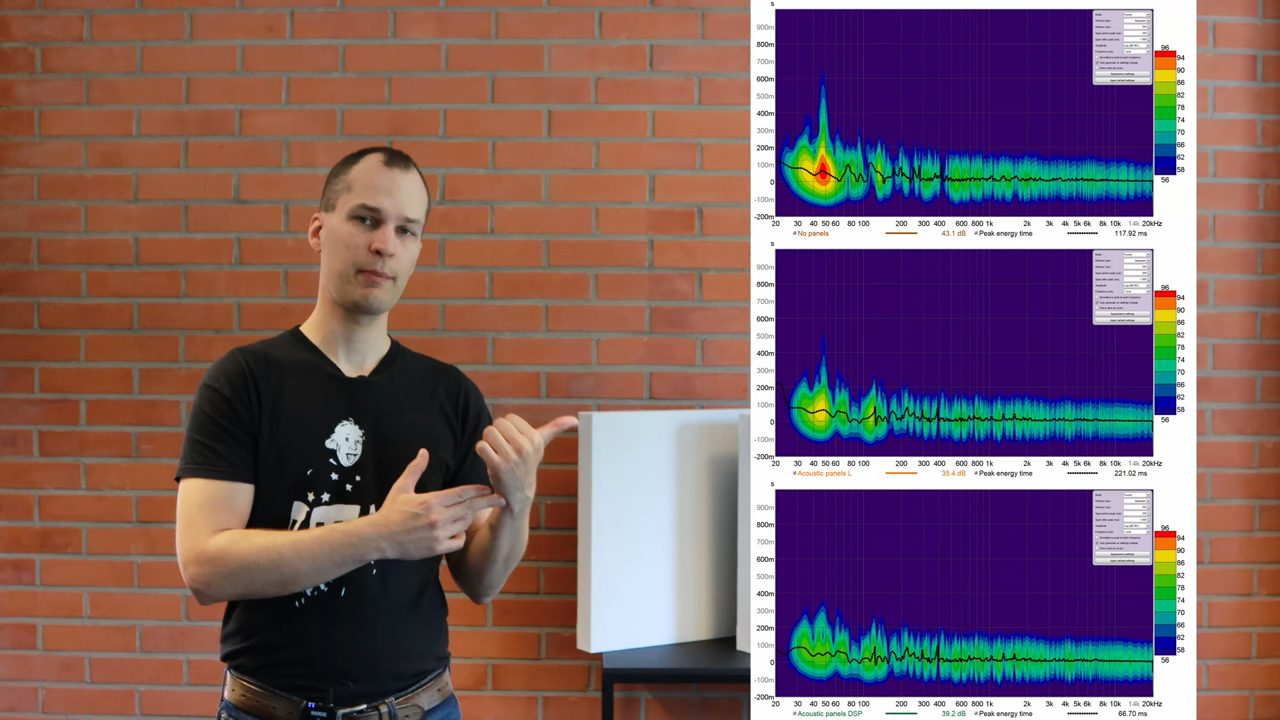 s
900m
800m
700m
600m
500m
400m
300m
200m
100m
0
-100m
-200m
20 30 40 50 60 80 100 200 300 400 600 800 1k 2k 3k 4k 5k 6k 8k 10k 14k 20kHz
No panels 43.1 dB Peak energy time 117.92 ms
96
94
90
86
82
78
74
70
66
62
58
56
s
900m
800m
700m
600m
500m
400m
300m
200m
100m
0
-100m
-200m
20 30 40 50 60 80 100 200 300 400 600 800 1k 2k 3k 4k 5k 6k 8k 10k 14k 20kHz
Acoustic panels L 35.4 dB Peak energy time 221.02 ms
96
94
90
86
82
78
74
70
66
62
58
56
s
900m
800m
700m
600m
500m
400m
300m
200m
100m
0
-100m
-200m
20 30 40 50 60 80 100 200 300 400 600 800 1k 2k 3k 4k 5k 6k 8k 10k 14k 20kHz
Acoustic panels DSP 39.2 dB Peak energy time 66.70 ms
96
94
90
86
82
78
74
70
66
62
58
56